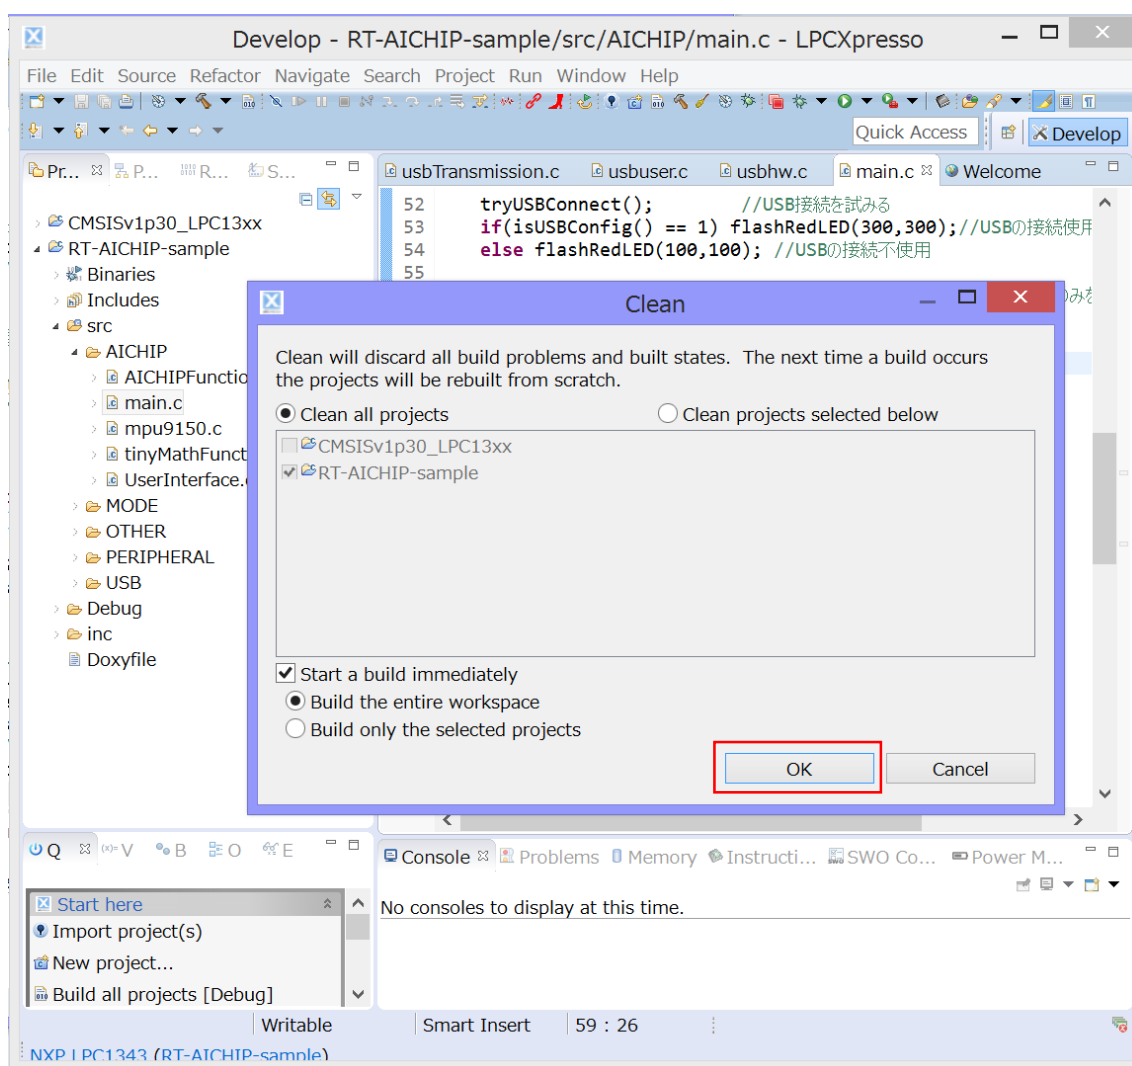 Develop - RT-AICHIP-sample/src/AICHIP/main.c - LPCXpresso
File Edit Source Refactor Navigate Search Project Run Window Help
Quick Access
Develop
Pr... P... R... S...
CMSISv1p30_LPC13xx
RT-AICHIP-sample
Binaries
Includes
src
AICHIP
AICHIPFunctio
main.c
mpu9150.c
tinyMathFunct
UserInterface.
MODE
OTHER
PERIPHERAL
USB
Debug
inc
Doxyfile
usbTransmission.c usbuser.c usbhw.c main.c Welcome
52 tryUSBConnect(); //USB接続を試みる
53 if(isUSBConfig() == 1) flashRedLED(300,300);//USBの接続使用
54 else flashRedLED(100,100); //USBの接続不使用
55
のみを
Clean
Clean will discard all build problems and built states. The next time a build occurs
the projects will be rebuilt from scratch.
Clean all projects
Clean projects selected below
CMSISv1p30_LPC13xx
RT-AICHIP-sample
Start a build immediately
Build the entire workspace
Build only the selected projects
OK
Cancel
Q (x)= V B O E
Start here
Import project(s)
New project...
Build all projects [Debug]
Console Problems Memory Instructi... SWO Co... Power M...
No consoles to display at this time.
Writable
Smart Insert
59 : 26
NXP LPC1343 (RT-AICHIP-sample)